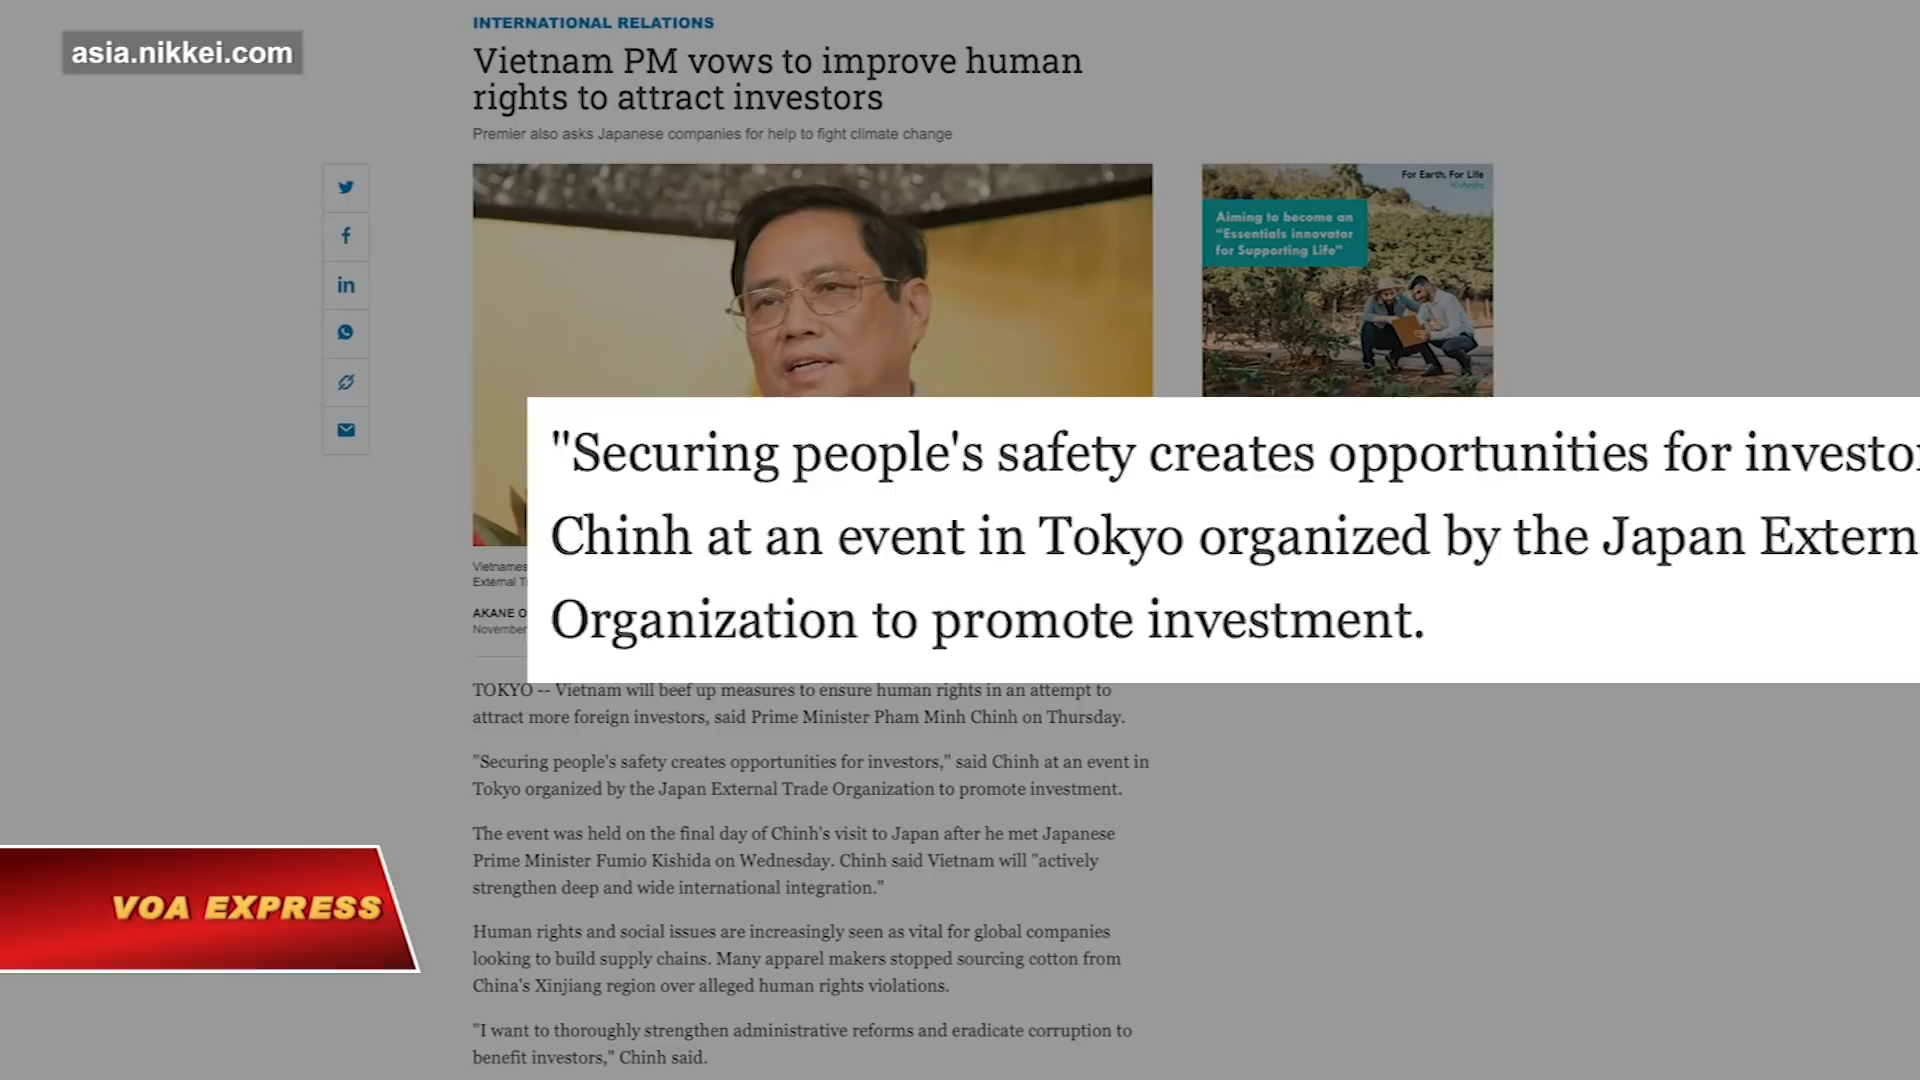 asia.nikkei.com
INTERNATIONAL RELATIONS
Vietnam PM vows to improve human
rights to attract investors
Premier also asks Japanese companies for help to fight climate change
For Earth, For Life
Kubota
Aiming to become an
"Essentials innovator
for Supporting Life"
"Securing people's safety creates opportunities for investo
Chinh at an event in Tokyo organized by the Japan Extern
Organization to promote investment.
Vietnames
External T
AKANE O
November
TOKYO -- Vietnam will beef up measures to ensure human rights in an attempt to
attract more foreign investors, said Prime Minister Pham Minh Chinh on Thursday.
"Securing people's safety creates opportunities for investors," said Chinh at an event in
Tokyo organized by the Japan External Trade Organization to promote investment.
The event was held on the final day of Chinh's visit to Japan after he met Japanese
Prime Minister Fumio Kishida on Wednesday. Chinh said Vietnam will "actively
strengthen deep and wide international integration."
Human rights and social issues are increasingly seen as vital for global companies
looking to build supply chains. Many apparel makers stopped sourcing cotton from
China's Xinjiang region over alleged human rights violations.
"I want to thoroughly strengthen administrative reforms and eradicate corruption to
benefit investors," Chinh said.
VOA EXPRESS